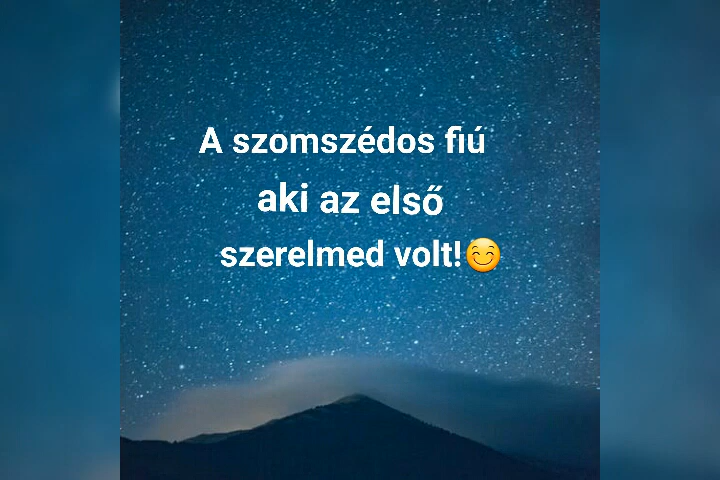 A szomszédos fiú
aki az első
szerelmed volt!😊